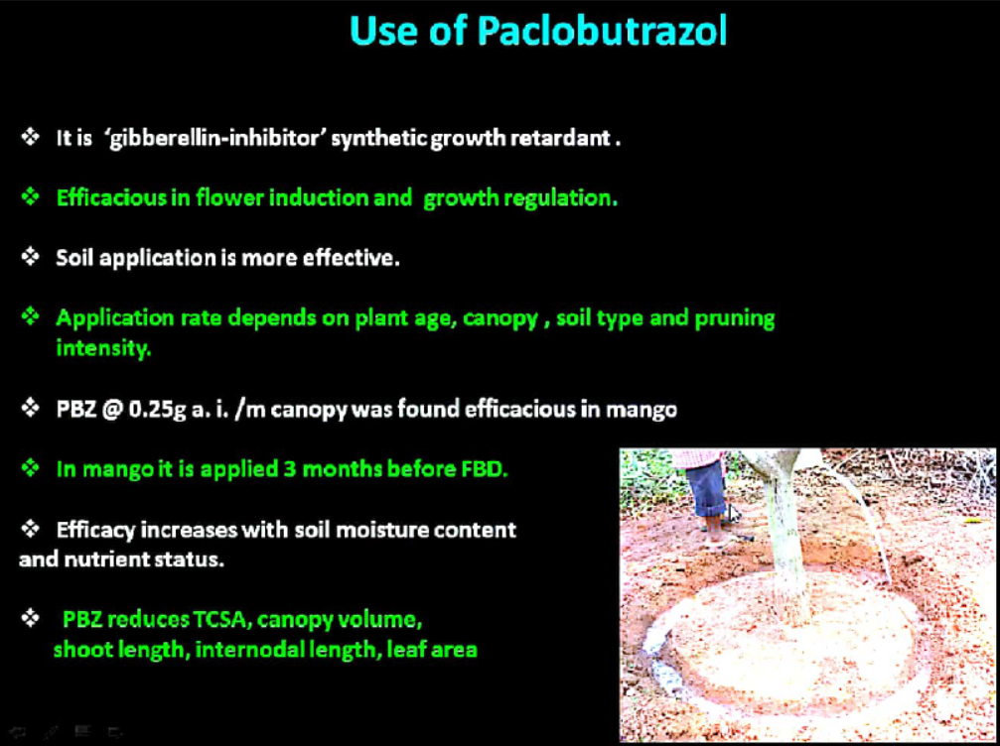 Use of Paclobutrazol
❖ It is 'gibberellin-inhibitor' synthetic growth retardant .
❖ Efficacious in flower induction and growth regulation.
❖ Soil application is more effective.
❖ Application rate depends on plant age, canopy , soil type and pruning
intensity.
❖ PBZ @ 0.25g a. i. /m canopy was found efficacious in mango
❖ In mango it is applied 3 months before FBD.
❖ Efficacy increases with soil moisture content
and nutrient status.
❖ PBZ reduces TCSA, canopy volume,
shoot length, internodal length, leaf area